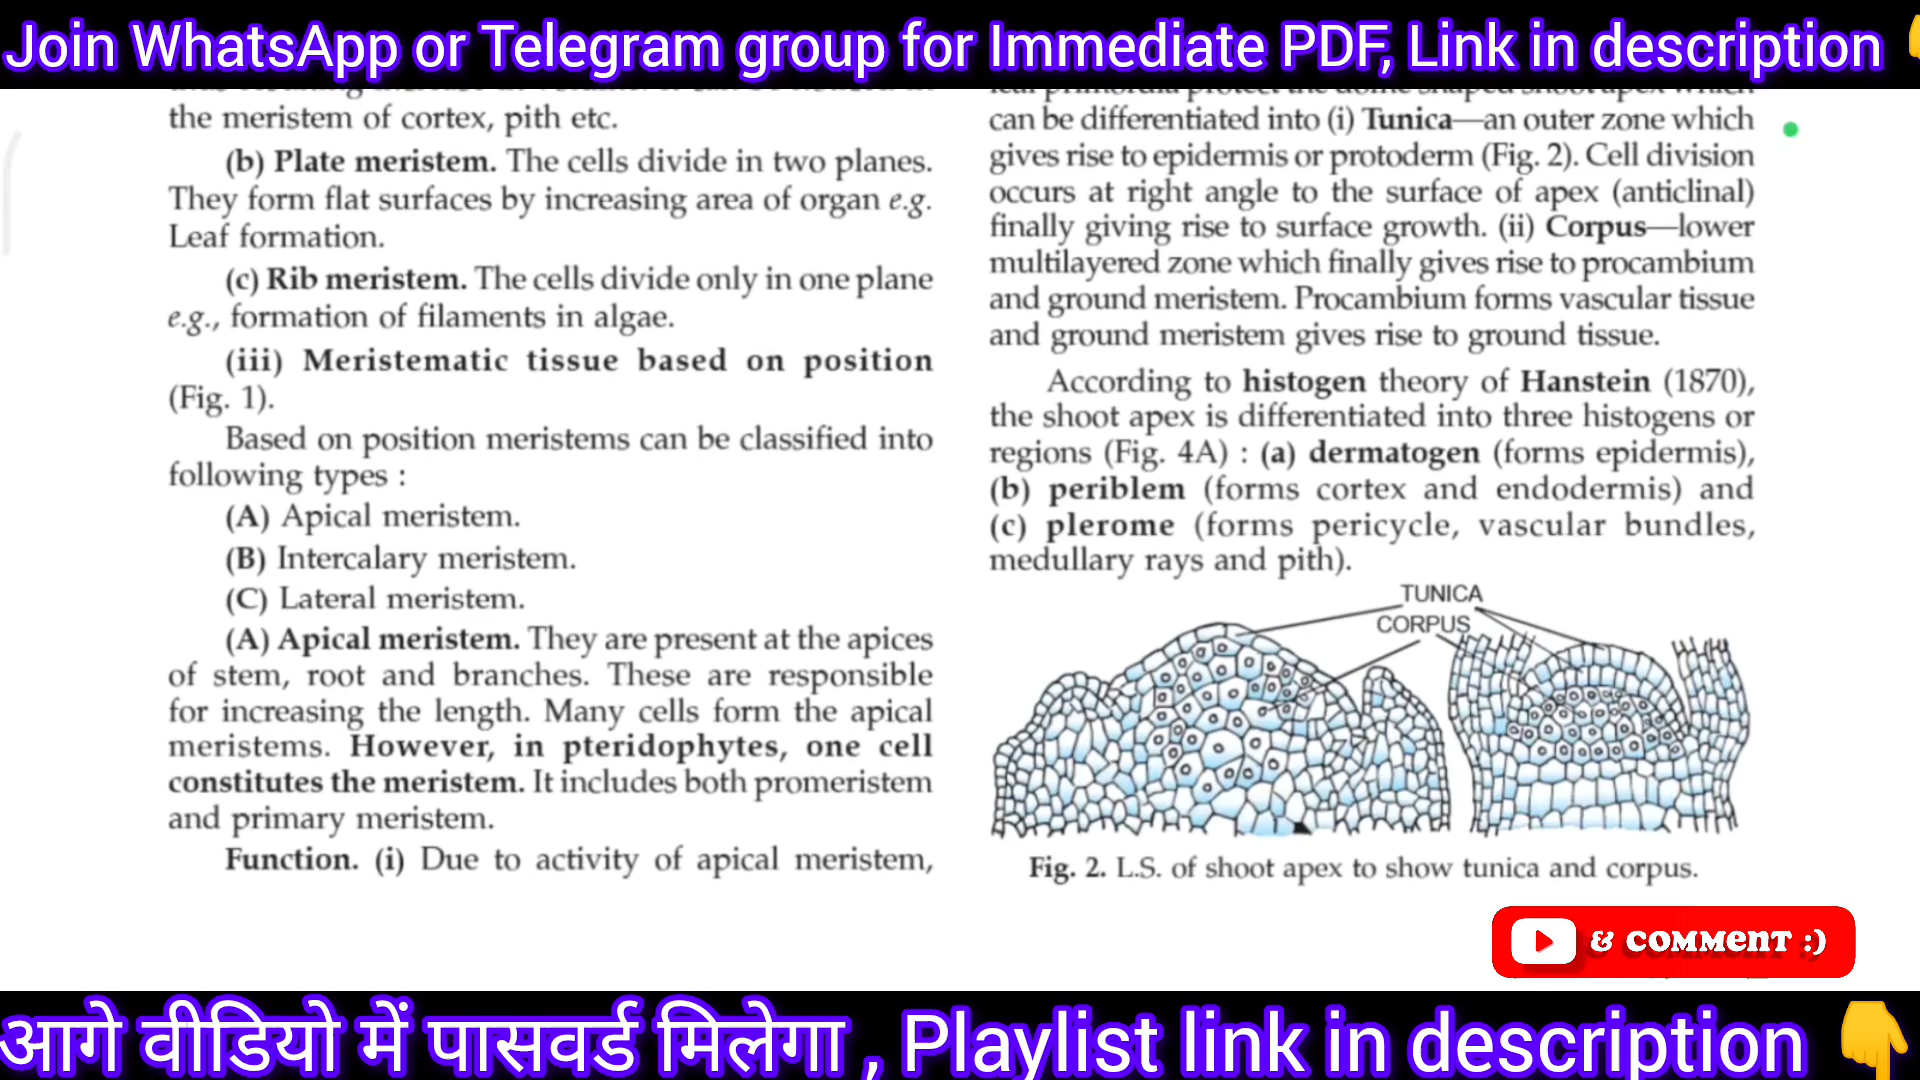 Join WhatsApp or Telegram group for Immediate PDF, Link in description
the meristem of cortex, pith etc.
(b) Plate meristem. The cells divide in two planes.
They form flat surfaces by increasing area of organ e.g.
Leaf formation.
(c) Rib meristem. The cells divide only in one plane
e.g., formation of filaments in algae.
(iii) Meristematic tissue based on position
(Fig. 1).
Based on position meristems can be classified into
following types :
(A) Apical meristem.
(B) Intercalary meristem.
(C) Lateral meristem.
(A) Apical meristem. They are present at the apices
of stem, root and branches. These are responsible
for increasing the length. Many cells form the apical
meristems. However, in pteridophytes, one cell
constitutes the meristem. It includes both promeristem
and primary meristem.
Function. (i) Due to activity of apical meristem,
leaf primordia protect the dome shaped shoot apex which
can be differentiated into (i) Tunica—an outer zone which
gives rise to epidermis or protoderm (Fig. 2). Cell division
occurs at right angle to the surface of apex (anticlinal)
finally giving rise to surface growth. (ii) Corpus—lower
multilayered zone which finally gives rise to procambium
and ground meristem. Procambium forms vascular tissue
and ground meristem gives rise to ground tissue.
According to histogen theory of Hanstein (1870),
the shoot apex is differentiated into three histogens or
regions (Fig. 4A) : (a) dermatogen (forms epidermis),
(b) periblem (forms cortex and endodermis) and
(c) plerome (forms pericycle, vascular bundles,
medullary rays and pith).
TUNICA
CORPUS
Fig. 2. L.S. of shoot apex to show tunica and corpus.
& COMMENT :)
आगे वीडियो में पासवर्ड मिलेगा , Playlist link in description